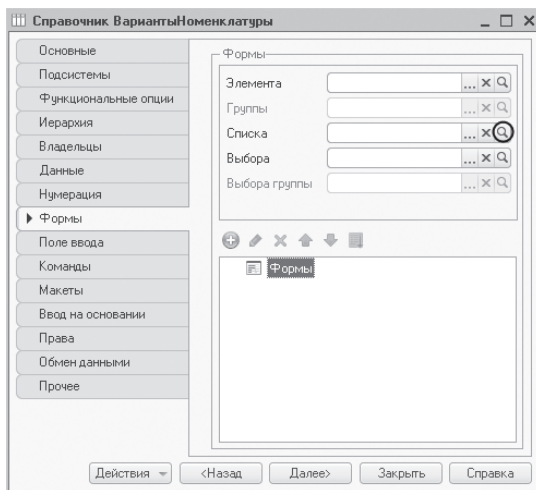 Справочник ВариантыНоменклатуры
Основные
Подсистемы
Функциональные опции
Иерархия
Владельцы
Данные
Нумерация
Формы
Поле ввода
Команды
Макеты
Ввод на основании
Права
Обмен данными
Прочее
Формы
Элемента
Группы
Списка
Выбора
Выбора группы
Формы
Действия
<Назад
Далее>
Закрыть
Справка